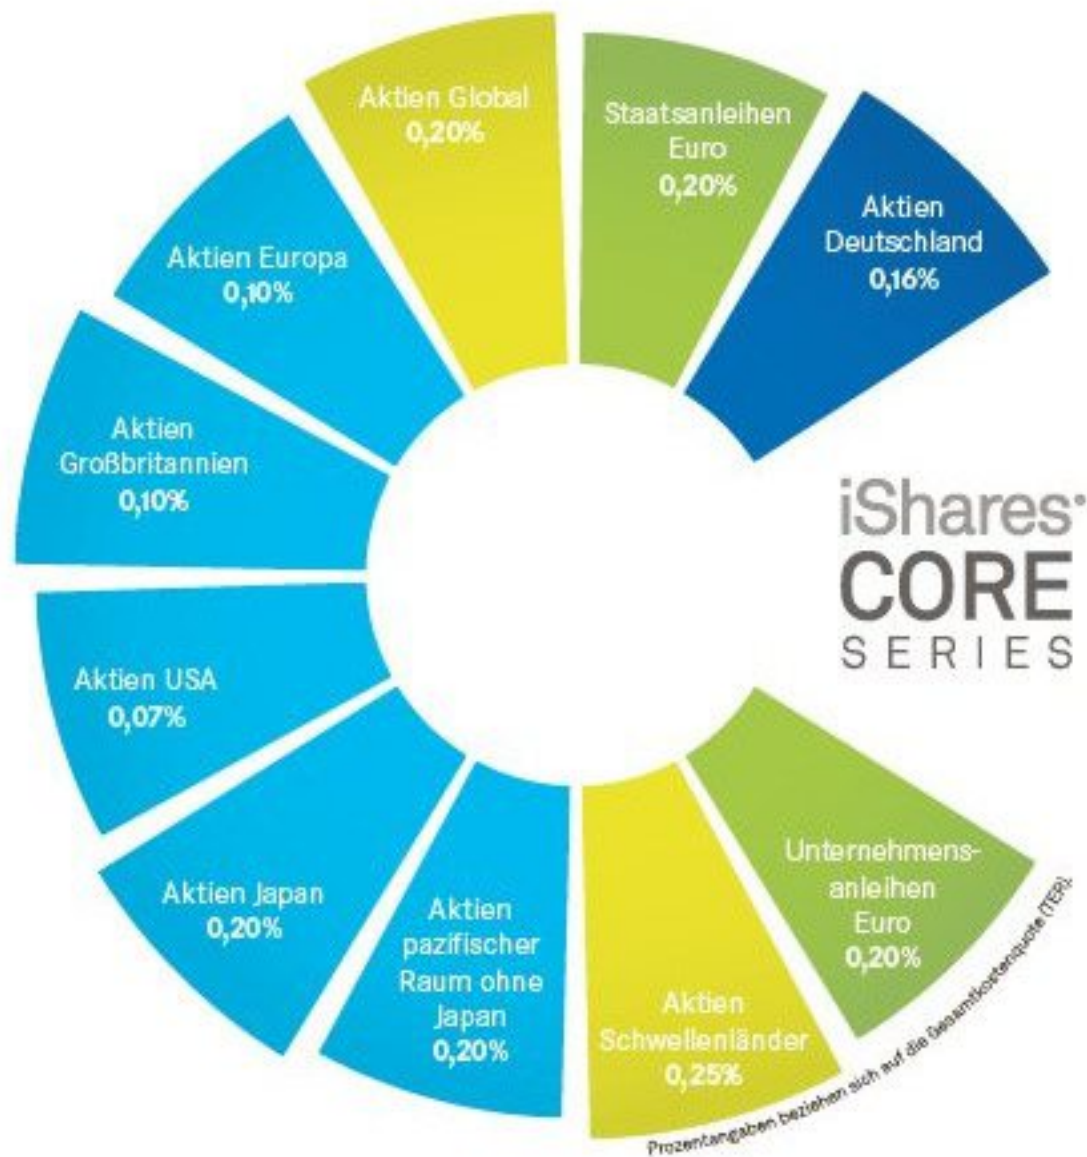 Aktien Global
0,20%
Staatsanleihen
Euro
0,20%
Aktien
Deutschland
0,16%
Aktien Europa
0,10%
Aktien
Großbritannien
0,10%
iShares
CORE
SERIES
Aktien USA
0,07%
Aktien Japan
0,20%
Aktien
pazifischer
Raum ohne
Japan
0,20%
Aktien
Schwellenländer
0,25%
Unternehmens-
anleihen
Euro
0,20%
Prozentangaben beziehen sich auf die Gesamtkostenquote (TER).